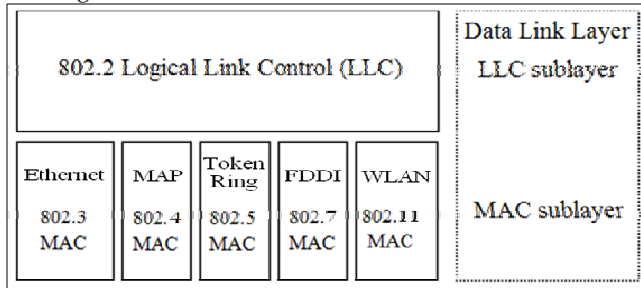 802.2 Logical Link Control (LLC)
Data Link Layer
LLC sublayer
Ethernet
802.3
MAC
MAP
802.4
MAC
Token
Ring
802.5
MAC
FDDI
802.7
MAC
WLAN
802.11
MAC
MAC sublayer